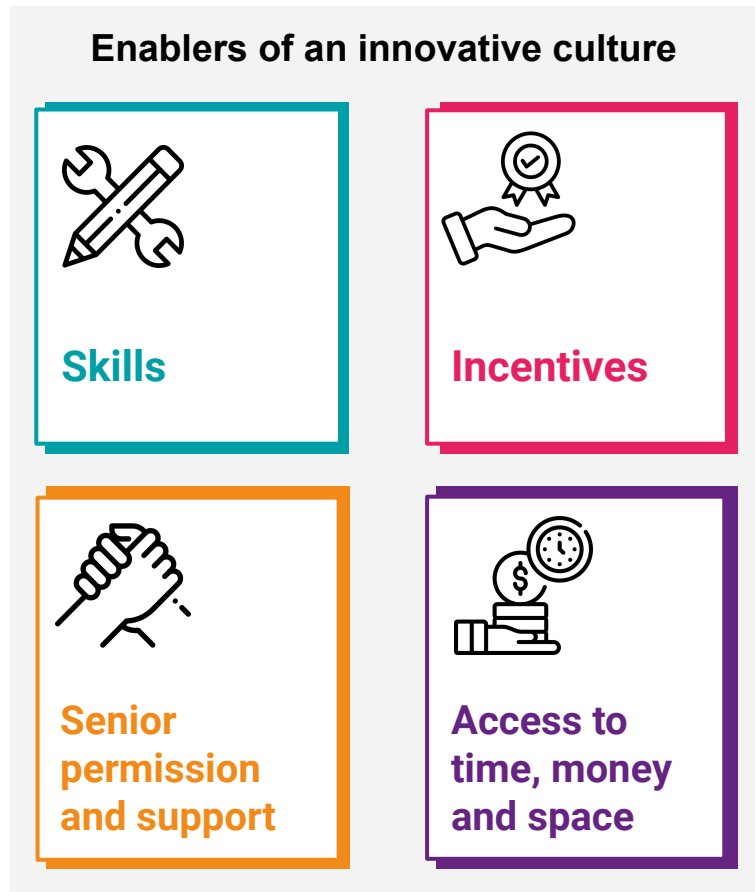 Enablers of an innovative culture
Skills
Incentives
Senior
permission
and support
$
Access to
time, money
and space